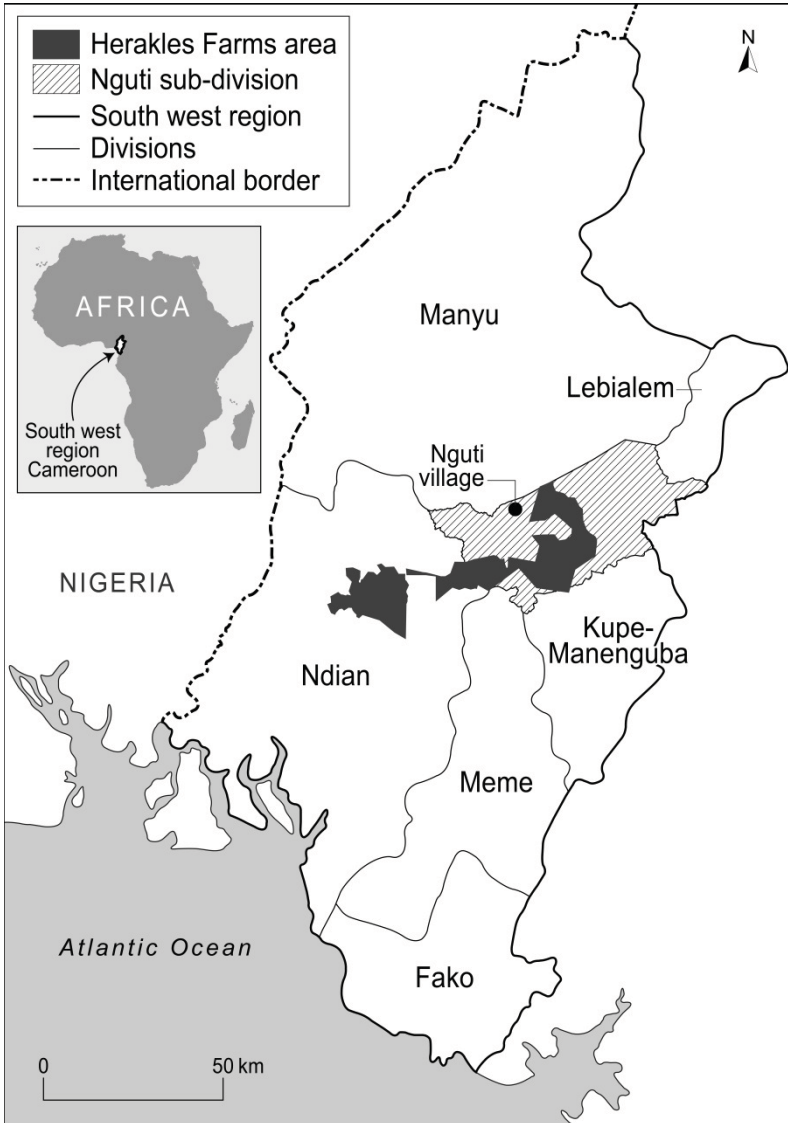 Herakles Farms area
Nguti sub-division
South west region
Divisions
International border
N
AFRICA
South west
region
Cameroon
Manyu
Lebialem
Nguti
village
NIGERIA
Ndian
Kupe-
Manenguba
Meme
Atlantic Ocean
Fako
0 50 km